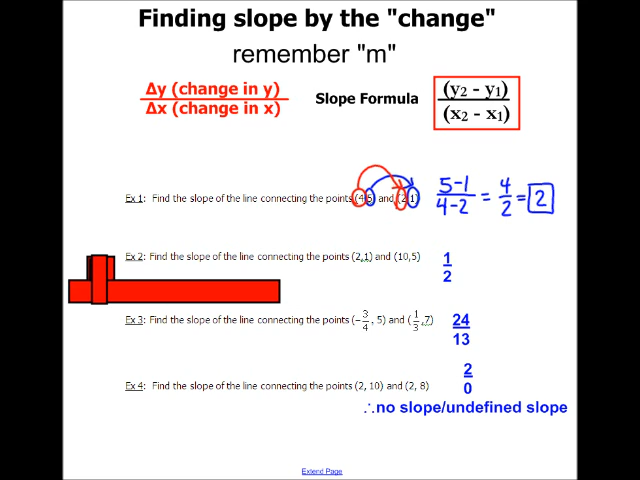 Finding slope by the "change"
remember "m"
Δy (change in y)
Δx (change in x)
Slope Formula
(y2 - y1)
(x2 - x1)
Ex 1: Find the slope of the line connecting the points (4,5) and (2,1)
5-1
4-2
= 4
2
= 2
Ex 2: Find the slope of the line connecting the points (2,1) and (10,5)
1
2
Ex 3: Find the slope of the line connecting the points (-3/4, 5) and (1/3, 7)
24
13
Ex 4: Find the slope of the line connecting the points (2, 10) and (2, 8)
2
0
∴no slope/undefined slope
Extend Page